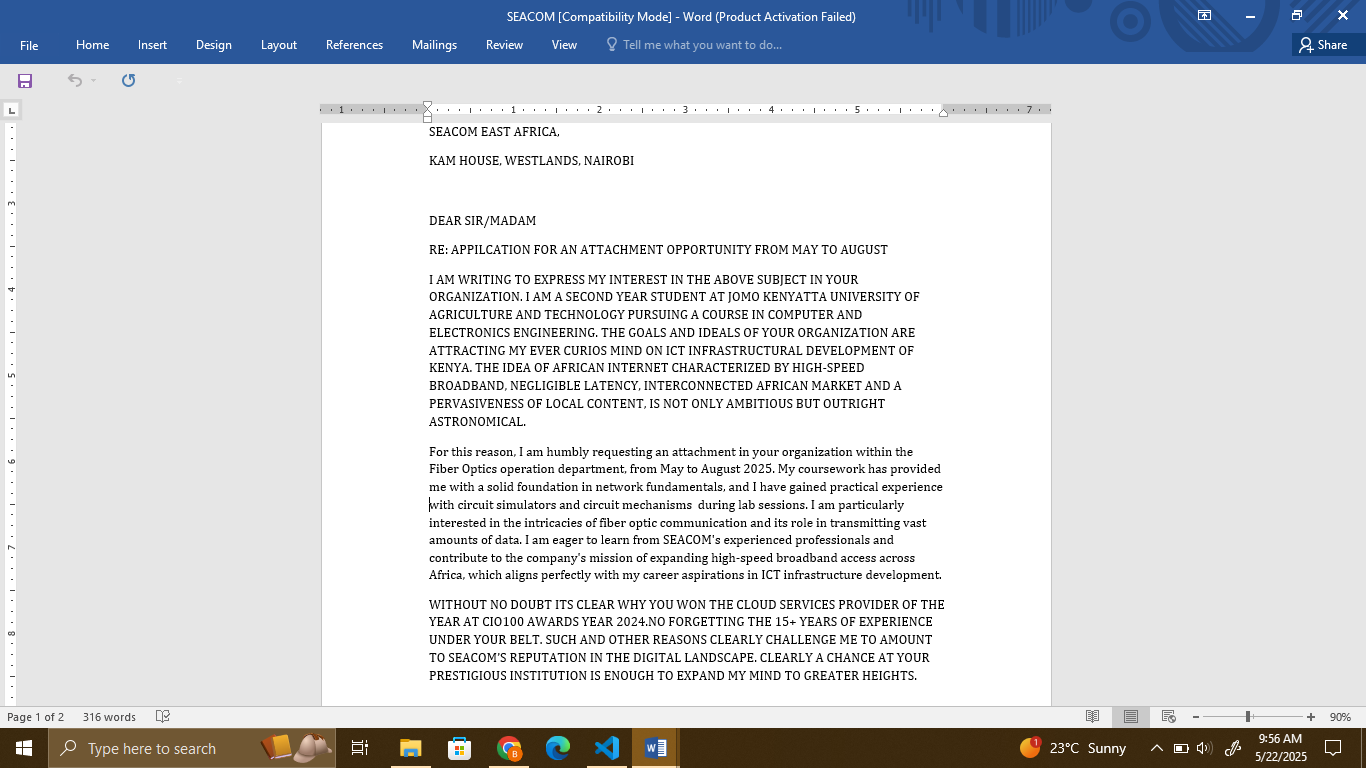 SEACOM [Compatibility Mode] - Word (Product Activation Failed)
File Home Insert Design Layout References Mailings Review View Tell me what you want to do... Share
1 1 2 3 4 5 7
SEACOM EAST AFRICA,
KAM HOUSE, WESTLANDS, NAIROBI
3
DEAR SIR/MADAM
RE: APPILCATION FOR AN ATTACHMENT OPPORTUNITY FROM MAY TO AUGUST
I AM WRITING TO EXPRESS MY INTEREST IN THE ABOVE SUBJECT IN YOUR
4
ORGANIZATION. I AM A SECOND YEAR STUDENT AT JOMO KENYATTA UNIVERSITY OF
AGRICULTURE AND TECHNOLOGY PURSUING A COURSE IN COMPUTER AND
ELECTRONICS ENGINEERING. THE GOALS AND IDEALS OF YOUR ORGANIZATION ARE
ATTRACTING MY EVER CURIOS MIND ON ICT INFRASTRUCTURAL DEVELOPMENT OF
KENYA. THE IDEA OF AFRICAN INTERNET CHARACTERIZED BY HIGH-SPEED
5
BROADBAND, NEGLIGIBLE LATENCY, INTERCONNECTED AFRICAN MARKET AND A
PERVASIVENESS OF LOCAL CONTENT, IS NOT ONLY AMBITIOUS BUT OUTRIGHT
ASTRONOMICAL.
For this reason, I am humbly requesting an attachment in your organization within the
6
Fiber Optics operation department, from May to August 2025. My coursework has provided
me with a solid foundation in network fundamentals, and I have gained practical experience
with circuit simulators and circuit mechanisms  during lab sessions. I am particularly
interested in the intricacies of fiber optic communication and its role in transmitting vast
amounts of data. I am eager to learn from SEACOM's experienced professionals and
7
contribute to the company's mission of expanding high-speed broadband access across
Africa, which aligns perfectly with my career aspirations in ICT infrastructure development.
WITHOUT NO DOUBT ITS CLEAR WHY YOU WON THE CLOUD SERVICES PROVIDER OF THE
YEAR AT CIO100 AWARDS YEAR 2024.NO FORGETTING THE 15+ YEARS OF EXPERIENCE
8
UNDER YOUR BELT. SUCH AND OTHER REASONS CLEARLY CHALLENGE ME TO AMOUNT
TO SEACOM'S REPUTATION IN THE DIGITAL LANDSCAPE. CLEARLY A CHANCE AT YOUR
PRESTIGIOUS INSTITUTION IS ENOUGH TO EXPAND MY MIND TO GREATER HEIGHTS.
Page 1 of 2 316 words 90%
Type here to search B W 1 23°C Sunny 9:56 AM
5/22/2025